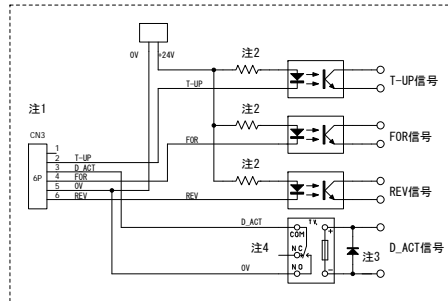 0V
+24V
注2
T-UP
T-UP信号
注1
CN3
注2
1
2 T-UP
3 D_ACT
4 FOR
5 0V
6 REV
6P
FOR
FOR信号
注2
REV
REV信号
D_ACT
COM
+
注4
NC
注3
D_ACT信号
0V
NO
-